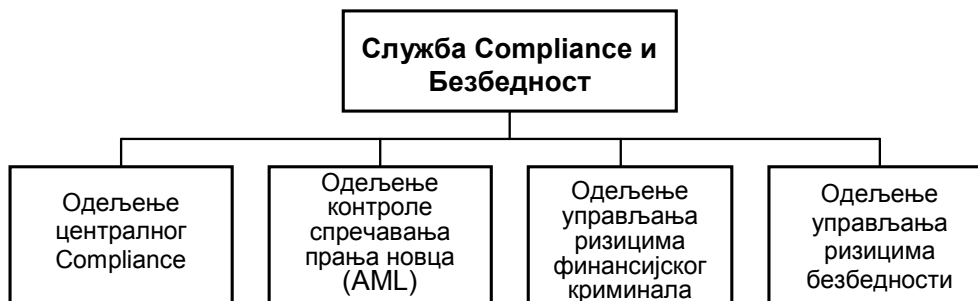 Служба Compliance и
Безбедност
Одељење
централног
Compliance
Одељење
контроле
спречавања
прања новца
(AML)
Одељење
управљања
ризицима
финансијског
криминала
Одељење
управљања
ризицима
безбедности